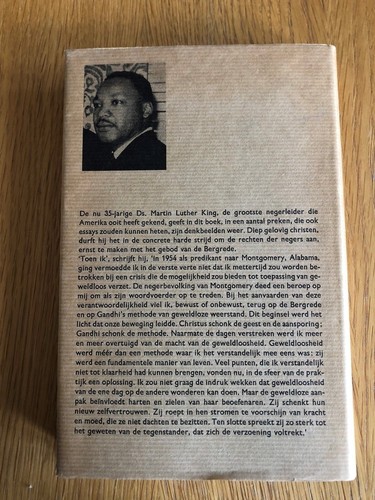 De nu 35-jarige Ds. Martin Luther King, de grootste negerleider die
Amerika ooit heeft gekend, geeft in dit boek, in een aantal preken, die ook
essays zouden kunnen heten, zijn denkbeelden weer. Diep gelovig christen,
durft hij het in de concrete harde strijd om de rechten der negers aan,
ernst te maken met het gebod van de Bergrede.
'Toen ik', schrijft hij, 'in 1954 als predikant naar Montgomery, Alabama,
ging vermoedde ik in de verste verte niet dat ik mettertijd zou worden be-
trokken bij een crisis die de mogelijkheid zou bieden tot toepassing van ge-
weldloos verzet. De negerbevolking van Montgomery deed een beroep op
mij om als zijn woordvoerder op te treden. Bij het aanvaarden van deze
verantwoordelijkheid viel ik, bewust of onbewust, terug op de Bergrede
en op Gandhi's methode van geweldloze weerstand. Dit beginsel werd het
licht dat onze beweging leidde. Christus schonk de geest en de aansporing;
Gandhi schonk de methode. Naarmate de dagen verstreken werd ik meer
en meer overtuigd van de macht van de geweldloosheid. Geweldloosheid
werd méér dan een methode waar ik het verstandelijk mee eens was: zij
werd een fundamentele manier van leven. Veel punten, die ik verstandelijk
niet tot klaarheid had kunnen brengen, vonden nu, in de sfeer van de prak-
tijk een oplossing. Ik zou niet graag de indruk wekken dat geweldloosheid
van de ene dag op de andere wonderen kan doen. Maar de geweldloze aan-
pak beïnvloedt harten en zielen van haar beoefenaren. Zij schenkt hun
nieuw zelfvertrouwen. Zij roept in hen stromen te voorschijn van kracht
en moed, die ze niet dachten te bezitten. Ten slotte spreekt zij zo sterk tot
het geweten van de tegenstander, dat zich de verzoening voltrekt.'